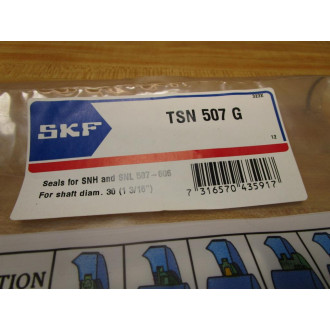 SKF
TSN 507 G
12
Seals for SNH and SNL 507-606
For shaft diam. 30 (1 3/16")
7 316570 435917
TION